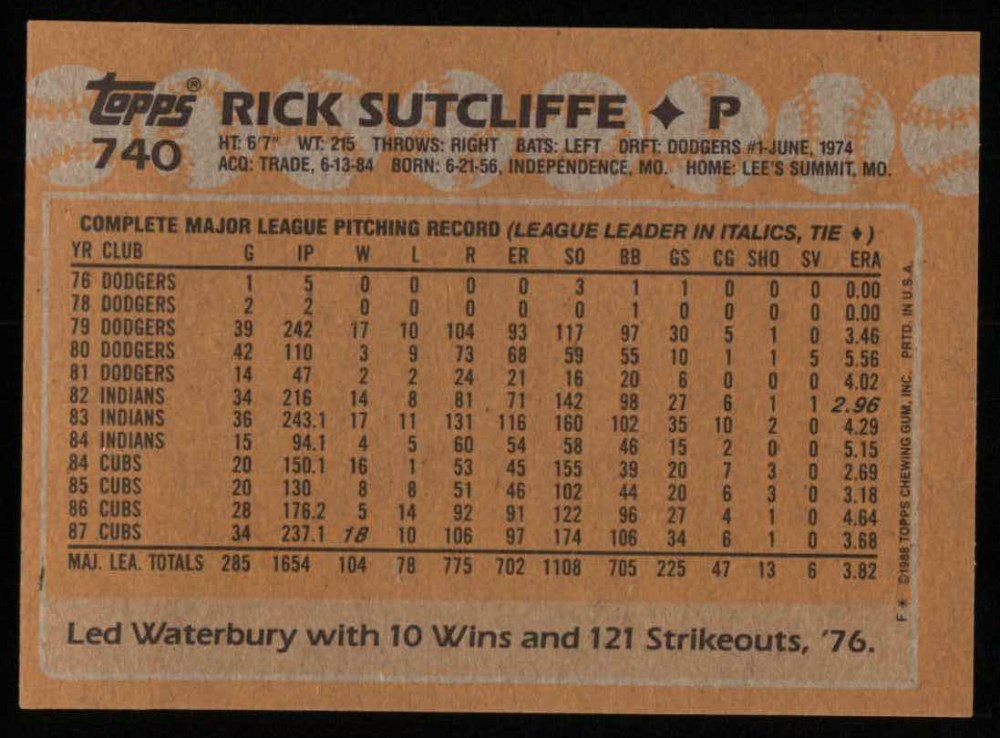 topps® RICK SUTCLIFFE ✦ P
740 HT: 6'7" WT: 215 THROWS: RIGHT BATS: LEFT DRFT: DODGERS #1-JUNE, 1974
ACQ: TRADE, 6-13-84 BORN: 6-21-56, INDEPENDENCE, MO. HOME: LEE'S SUMMIT, MO.
COMPLETE MAJOR LEAGUE PITCHING RECORD (LEAGUE LEADER IN ITALICS, TIE ♦)
YR CLUB G IP W L R ER SO BB GS CG SHO SV ERA
76 DODGERS 1 5 0 0 0 0 3 1 1 0 0 0 0.00
78 DODGERS 2 2 0 0 0 0 0 1 0 0 0 0 0.00
79 DODGERS 39 242 17 10 104 93 117 97 30 5 1 0 3.46
80 DODGERS 42 110 3 9 73 68 59 55 10 1 1 5 5.56
81 DODGERS 14 47 2 2 24 21 16 20 6 0 0 0 4.02
82 INDIANS 34 216 14 8 81 71 142 98 27 6 1 1 2.96
83 INDIANS 36 243.1 17 11 131 116 160 102 35 10 2 0 4.29
84 INDIANS 15 94.1 4 5 60 54 58 46 15 2 0 0 5.15
84 CUBS 20 150.1 16 1 53 45 155 39 20 7 3 0 2.69
85 CUBS 20 130 8 8 51 46 102 44 20 6 3 0 3.18
86 CUBS 28 176.2 5 14 92 91 122 96 27 4 1 0 4.64
87 CUBS 34 237.1 18 10 106 97 174 106 34 6 1 0 3.68
MAJ. LEA. TOTALS 285 1654 104 78 775 702 1108 705 225 47 13 6 3.82
Led Waterbury with 10 Wins and 121 Strikeouts, '76.
F * ©1988 TOPPS CHEWING GUM, INC. PRTD. IN U.S.A.